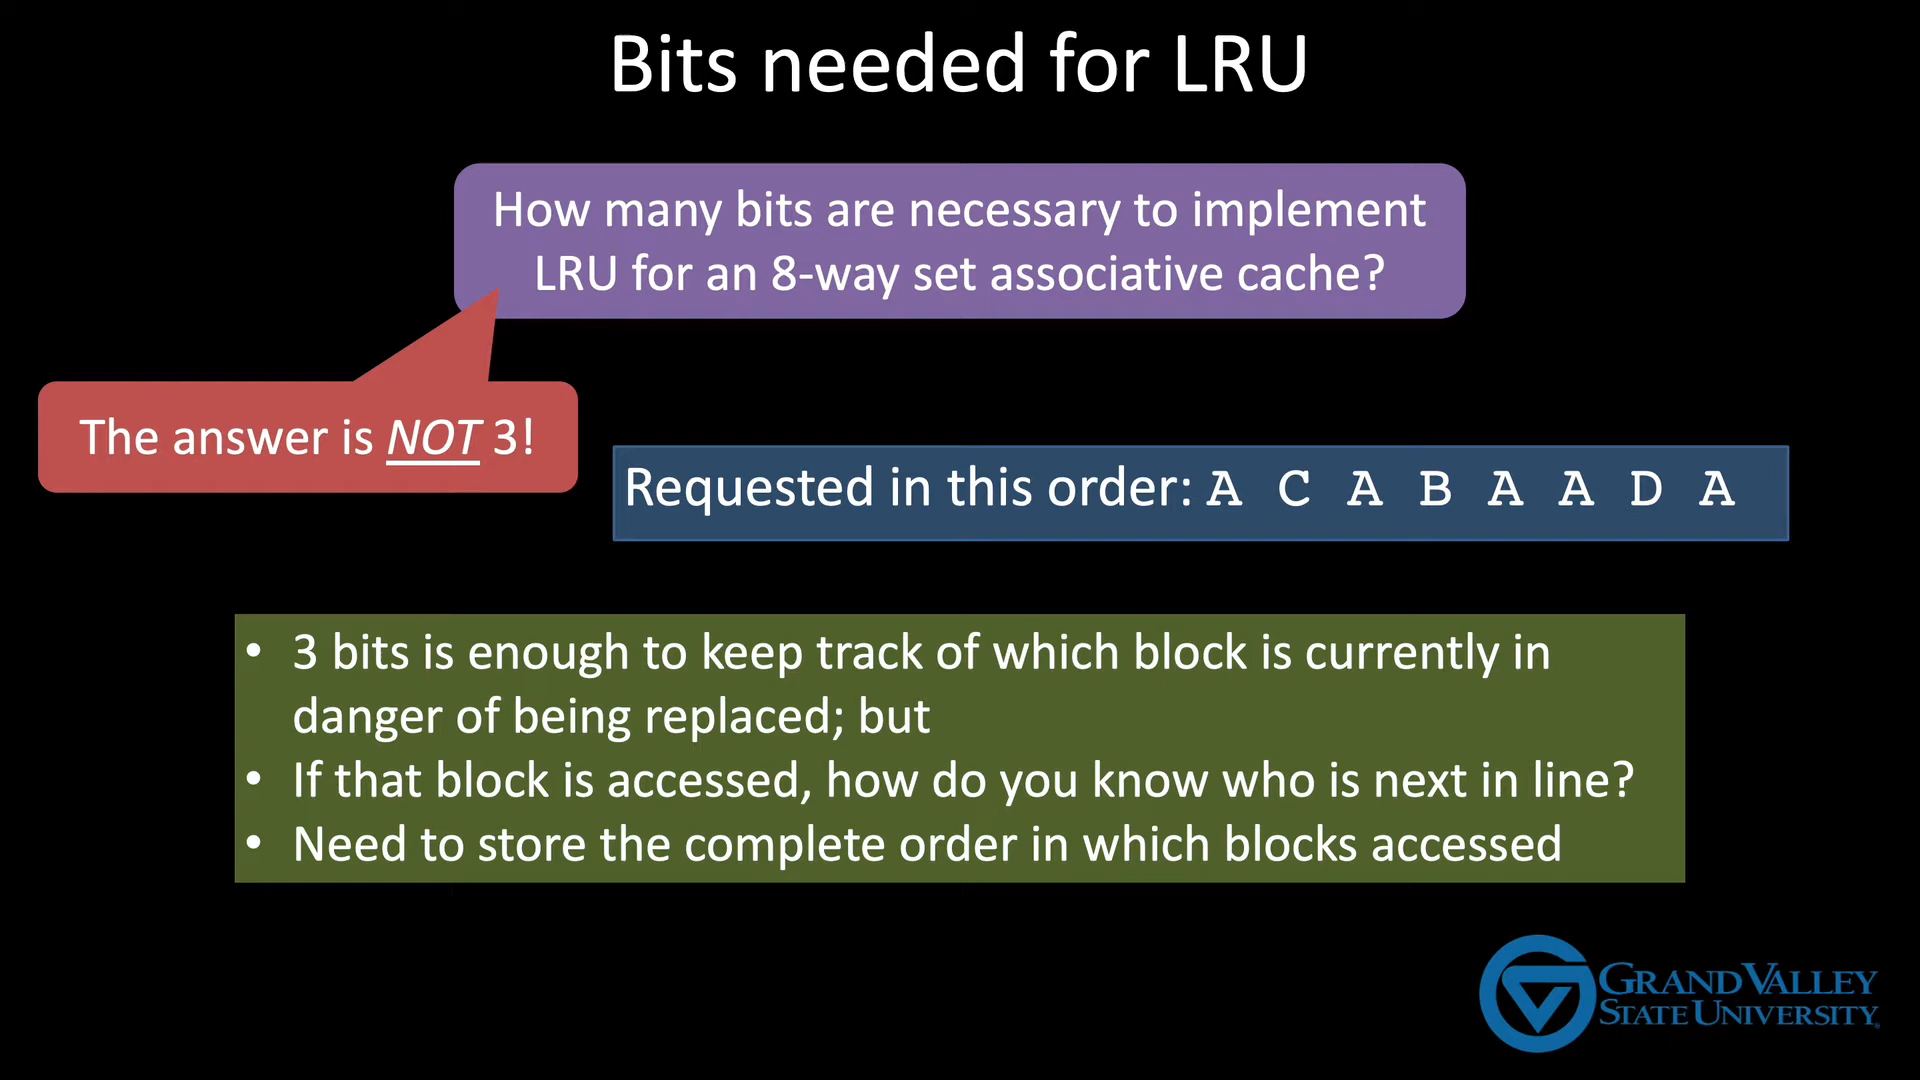 Bits needed for LRU
How many bits are necessary to implement
LRU for an 8-way set associative cache?
The answer is NOT 3!
Requested in this order: A C A B A A D A
• 3 bits is enough to keep track of which block is currently in
danger of being replaced; but
• If that block is accessed, how do you know who is next in line?
• Need to store the complete order in which blocks accessed
GRAND VALLEY
STATE UNIVERSITY